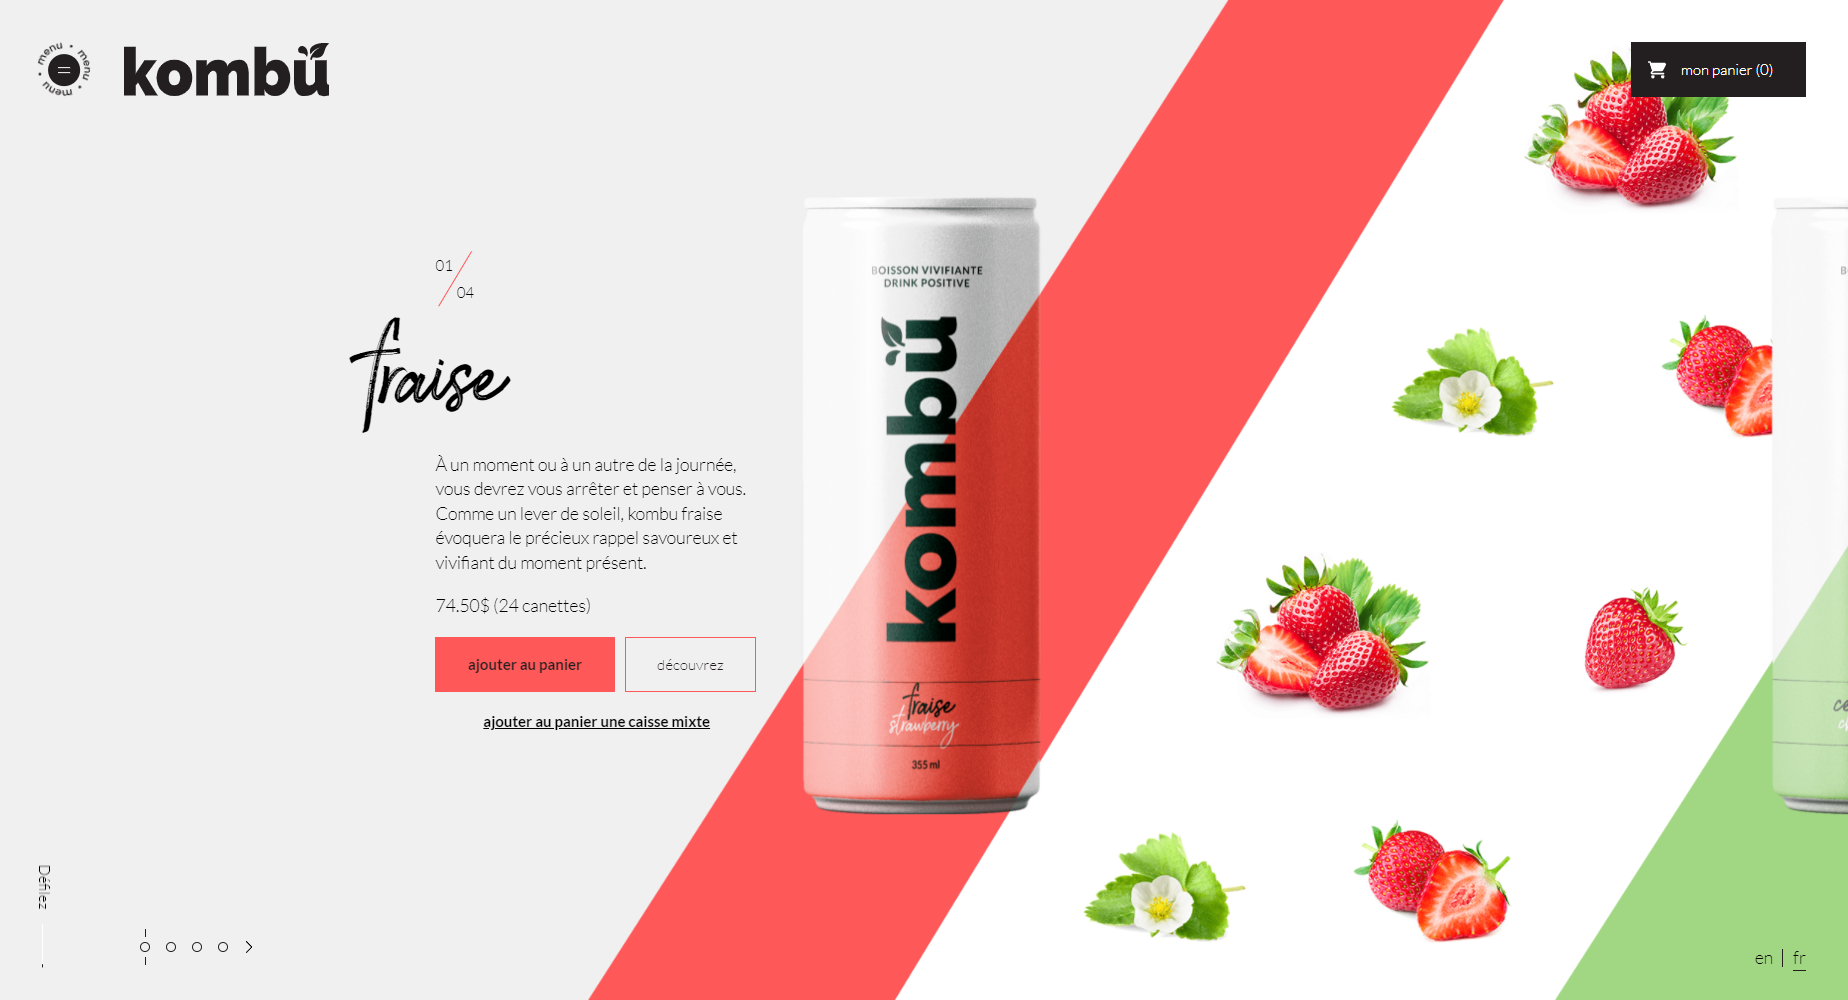 menu • menu • menu •
kombü
mon panier (0)
01
04
fraise
À un moment ou à un autre de la journée,
vous devrez vous arrêter et penser à vous.
Comme un lever de soleil, kombu fraise
évoquera le précieux rappel savoureux et
vivifiant du moment présent.
74.50$ (24 canettes)
ajouter au panier
découvrez
ajouter au panier une caisse mixte
BOISSON VIVIFIANTE
DRINK POSITIVE
kombü
fraise
strawberry
355 ml
Défilez
en | fr